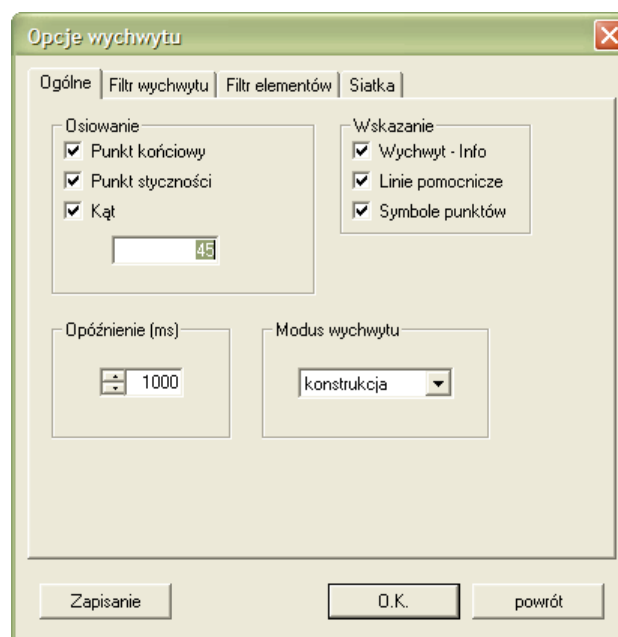 Opcje wychwytu
Ogólne Filtr wychwytu Filtr elementów Siatka
Osiowanie
Punkt końciowy
Punkt styczności
Kąt
45
Wskazanie
Wychwyt - Info
Linie pomocnicze
Symbole punktów
Opóźnienie (ms)
1000
Modus wychwytu
konstrukcja
Zapisanie O.K. powrót